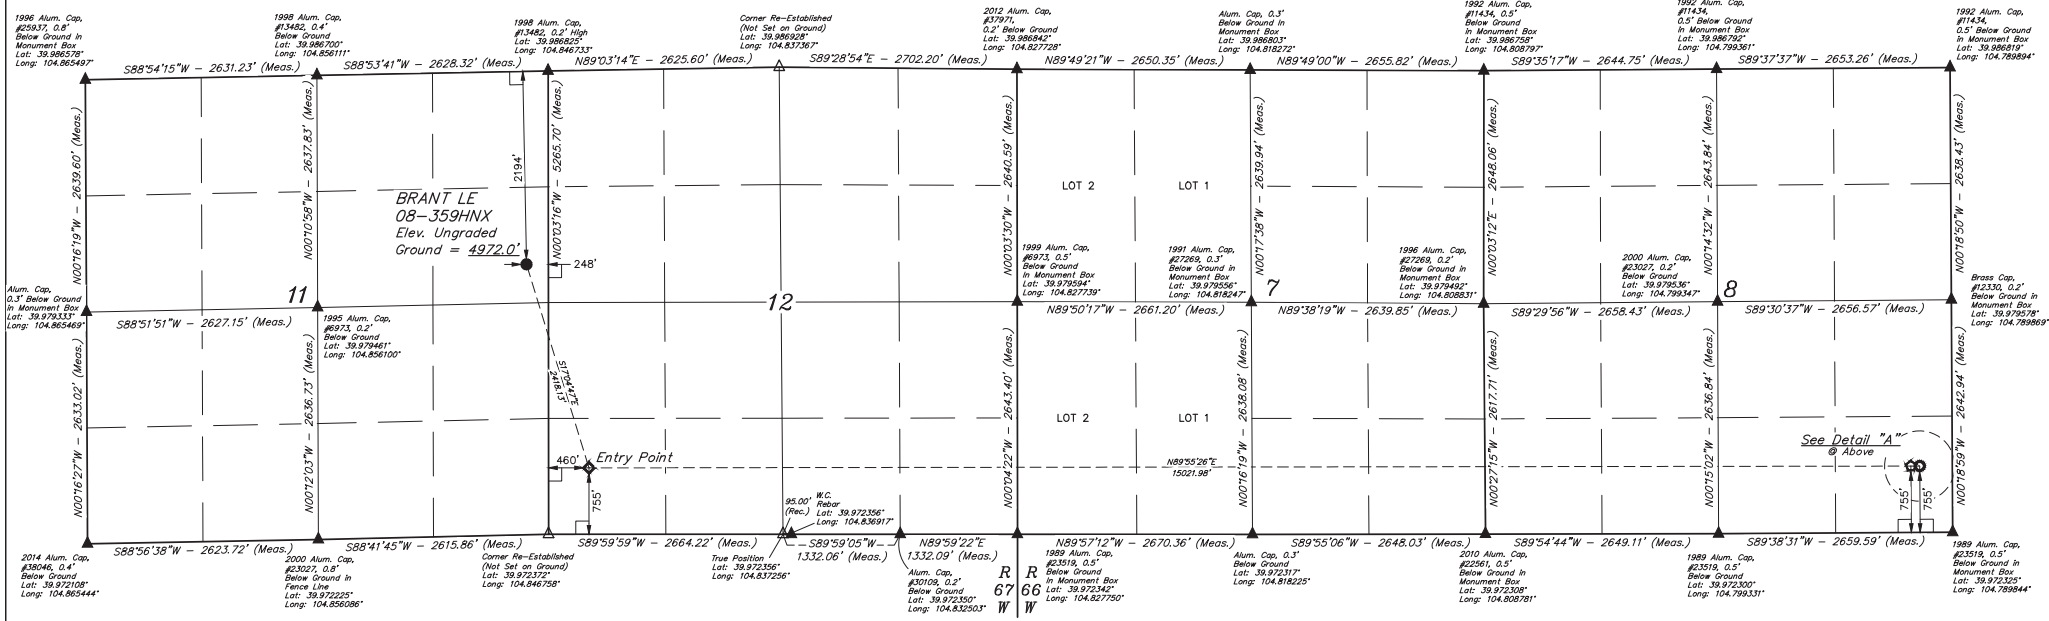 1996 Alum. Cap,
#25937, 0.8'
Below Ground in
Monument Box
Lat: 39.986578°
Long: 104.865497°
1998 Alum. Cap,
#13482, 0.4'
Below Ground
Lat: 39.986700°
Long: 104.856111°
1998 Alum. Cap,
#13482, 0.2' High
Lat: 39.986825°
Long: 104.846733°
Corner Re-Established
(Not Set on Ground)
Lat: 39.986928°
Long: 104.837367°
2012 Alum. Cap,
#37971,
0.2' Below Ground
Lat: 39.986842°
Long: 104.827728°
Alum. Cap, 0.3'
Below Ground in
Monument Box
Lat: 39.986803°
Long: 104.818272°
1992 Alum. Cap,
#11434, 0.5'
Below Ground
in Monument Box
Lat: 39.986758°
Long: 104.808797°
1992 Alum. Cap,
#11434,
0.5' Below Ground
in Monument Box
Lat: 39.986792°
Long: 104.799361°
1992 Alum. Cap,
#11434,
0.5' Below Ground
in Monument Box
Lat: 39.986819°
Long: 104.789894°
S88°54'15"W - 2631.23' (Meas.)
S88°53'41"W - 2628.32' (Meas.)
N89°03'14"E - 2625.60' (Meas.)
S89°28'54"E - 2702.20' (Meas.)
N89°49'21"W - 2650.35' (Meas.)
N89°49'00"W - 2655.82' (Meas.)
S89°35'17"W - 2644.75' (Meas.)
S89°37'37"W - 2653.26' (Meas.)
N00°16'19"W - 2639.60' (Meas.)
N00°10'58"W - 2637.83' (Meas.)
2194'
N00°03'16"W - 5265.70' (Meas.)
N00°03'30"W - 2640.59' (Meas.)
N00°17'38"W - 2639.94' (Meas.)
N00°03'12"E - 2648.06' (Meas.)
N00°14'32"W - 2643.84' (Meas.)
N00°18'50"W - 2638.43' (Meas.)
LOT 2
LOT 1
BRANT LE
08-359HNX
Elev. Ungraded
Ground = 4972.0'
248'
Alum. Cap,
0.3' Below Ground
in Monument Box
Lat: 39.979333°
Long: 104.865469°
11
12
7
8
1995 Alum. Cap,
#6973, 0.2'
Below Ground
Lat: 39.979461°
Long: 104.856100°
1999 Alum. Cap,
#6973, 0.5'
Below Ground
in Monument Box
Lat: 39.979594°
Long: 104.827739°
1991 Alum. Cap,
#27269, 0.3'
Below Ground in
Monument Box
Lat: 39.979556°
Long: 104.818247°
1996 Alum. Cap,
#27269, 0.2'
Below Ground in
Monument Box
Lat: 39.979492°
Long: 104.808831°
2000 Alum. Cap,
#23027, 0.2'
Below Ground
Lat: 39.979536°
Long: 104.799347°
Brass Cap,
#12330, 0.2'
Below Ground in
Monument Box
Lat: 39.979578°
Long: 104.789869°
S88°51'51"W - 2627.15' (Meas.)
N89°50'17"W - 2661.20' (Meas.)
N89°38'19"W - 2639.85' (Meas.)
S89°29'56"W - 2658.43' (Meas.)
S89°30'37"W - 2656.57' (Meas.)
N00°16'27"W - 2633.02' (Meas.)
N00°12'03"W - 2636.73' (Meas.)
S17°04'47"E
2418.13'
N00°04'22"W - 2643.40' (Meas.)
N00°16'19"W - 2638.08' (Meas.)
N00°27'15"W - 2617.71' (Meas.)
N00°15'02"W - 2636.84' (Meas.)
N00°18'59"W - 2642.94' (Meas.)
LOT 2
LOT 1
460'
Entry Point
755'
N89°55'26"E
15021.98'
See Detail "A"
@ Above
755'
755'
95.00'
(Rec.)
W.C.
Rebar
Lat: 39.972356°
Long: 104.836917°
S88°56'38"W - 2623.72' (Meas.)
S88°41'45"W - 2615.86' (Meas.)
S89°59'59"W - 2664.22' (Meas.)
S89°59'05"W
1332.06' (Meas.)
N89°59'22"E
1332.09' (Meas.)
N89°57'12"W - 2670.36' (Meas.)
S89°55'06"W - 2648.03' (Meas.)
S89°54'44"W - 2649.11' (Meas.)
S89°38'31"W - 2659.59' (Meas.)
2014 Alum. Cap,
#38046, 0.4'
Below Ground
Lat: 39.972108°
Long: 104.865444°
2000 Alum. Cap,
#23027, 0.8'
Below Ground in
Fence Line
Lat: 39.972225°
Long: 104.856086°
Corner Re-Established
(Not Set on Ground)
Lat: 39.972372°
Long: 104.846758°
True Position
Lat: 39.972356°
Long: 104.837256°
Alum. Cap,
#30109, 0.2'
Below Ground
Lat: 39.972350°
Long: 104.832503°
R R
67 66
W W
1989 Alum. Cap,
#23519, 0.5'
Below Ground
in Monument Box
Lat: 39.972342°
Long: 104.827750°
Alum. Cap, 0.3'
Below Ground
Lat: 39.972317°
Long: 104.818225°
2010 Alum. Cap,
#22561, 0.5'
Below Ground in
Monument Box
Lat: 39.972308°
Long: 104.808781°
1989 Alum. Cap,
#23519, 0.5'
Below Ground
Lat: 39.972300°
Long: 104.799331°
1989 Alum. Cap,
#23519, 0.5'
Below Ground in
Monument Box
Lat: 39.972325°
Long: 104.789844°